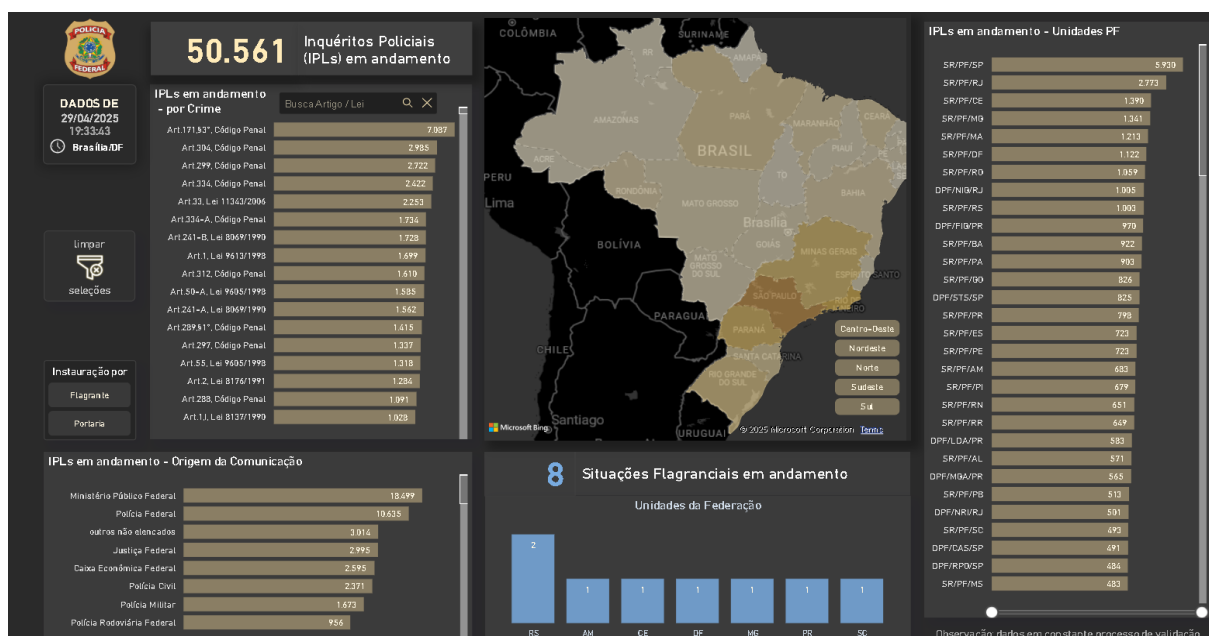 POLICIA
FEDERAL
50.561
Inquéritos Policiais
(IPLs) em andamento
DADOS DE
29/04/2025
19:33:43
Brasília/DF
limpar
seleções
Instauração por
Flagrante
Portaria
IPLs em andamento
- por Crime
Busca Artigo / Lei
Art.171,§3°, Código Penal 7.087
Art.304, Código Penal 2.985
Art.299, Código Penal 2.722
Art.334, Código Penal 2.422
Art.33, Lei 11343/2006 2.253
Art.334-A, Código Penal 1.734
Art.241-B, Lei 8069/1990 1.728
Art.1, Lei 9613/1998 1.699
Art.312, Código Penal 1.610
Art.50-A, Lei 9605/1998 1.585
Art.241-A, Lei 8069/1990 1.562
Art.289,§1°, Código Penal 1.415
Art.297, Código Penal 1.337
Art.55, Lei 9605/1998 1.318
Art.2, Lei 8176/1991 1.284
Art.288, Código Penal 1.091
Art.1,I, Lei 8137/1990 1.028
COLÔMBIA
SURINAME
RR
AMAPÁ
AMAZONAS
PARÁ
MARANHÃO
CEARÁ
BRASIL
PIAUÍ
ACRE
PERU
RONDÔNIA
TO
BAHIA
Lima
MATO GROSSO
Brasília
BOLÍVIA
GOIÁS
MINAS GERAIS
MATO
GROSSO
DO SUL
ESPÍRITO SANTO
SÃO PAULO
RIO DE
JANEIRO
PARAGUAI
PARANÁ
CHILE
SANTA CATARINA
RIO GRANDE
DO SUL
Santiago
URUGUAI
Centro-Oeste
Nordeste
Norte
Sudeste
Sul
Microsoft Bing
© 2025 Microsoft Corporation Terms
IPLs em andamento - Unidades PF
SR/PF/SP 5.930
SR/PF/RJ 2.773
SR/PF/CE 1.390
SR/PF/MG 1.341
SR/PF/MA 1.213
SR/PF/DF 1.122
SR/PF/RO 1.059
DPF/NIG/RJ 1.005
SR/PF/RS 1.003
DPF/FIG/PR 970
SR/PF/BA 922
SR/PF/PA 903
SR/PF/GO 826
DPF/STS/SP 825
SR/PF/PR 798
SR/PF/ES 723
SR/PF/PE 723
SR/PF/AM 683
SR/PF/PI 679
SR/PF/RN 651
SR/PF/RR 649
DPF/LDA/PR 583
SR/PF/AL 571
DPF/MGA/PR 565
SR/PF/PB 513
DPF/NRI/RJ 501
SR/PF/SC 493
DPF/CAS/SP 491
DPF/RPO/SP 484
SR/PF/MS 483
Observação: dados em constante processo de validação
IPLs em andamento - Origem da Comunicação
Ministério Público Federal 18.499
Polícia Federal 10.635
outros não elencados 3.014
Justiça Federal 2.995
Caixa Econômica Federal 2.595
Polícia Civil 2.371
Polícia Militar 1.673
Polícia Rodoviária Federal 956
8 Situações Flagranciais em andamento
Unidades da Federação
2 1 1 1 1 1 1
RS AM CE DF MG PR SC